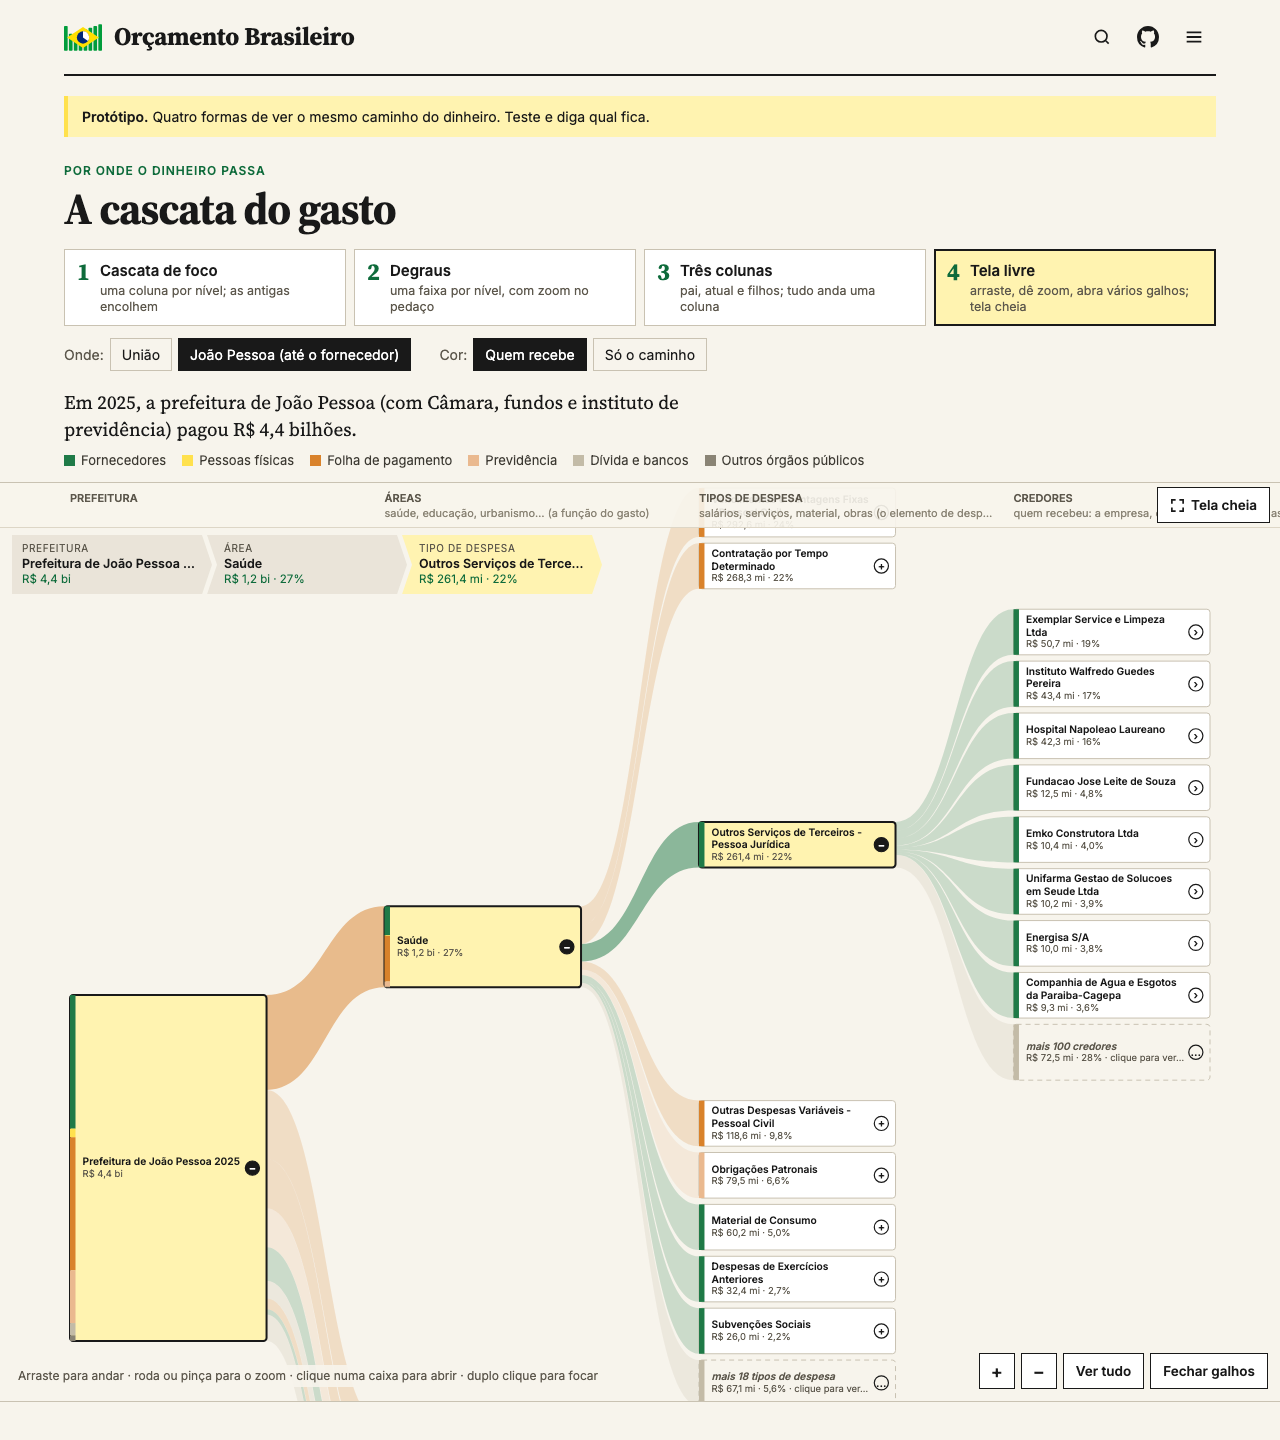 Orçamento Brasileiro
Protótipo. Quatro formas de ver o mesmo caminho do dinheiro. Teste e diga qual fica.
POR ONDE O DINHEIRO PASSA
A cascata do gasto
1 Cascata de foco
uma coluna por nível; as antigas
encolhem
2 Degraus
uma faixa por nível, com zoom no
pedaço
3 Três colunas
pai, atual e filhos; tudo anda uma
coluna
4 Tela livre
arraste, dê zoom, abra vários galhos;
tela cheia
Onde: União João Pessoa (até o fornecedor) Cor: Quem recebe Só o caminho
Em 2025, a prefeitura de João Pessoa (com Câmara, fundos e instituto de
previdência) pagou R$ 4,4 bilhões.
Fornecedores Pessoas físicas Folha de pagamento Previdência Dívida e bancos Outros órgãos públicos
PREFEITURA
ÁREAS
saúde, educação, urbanismo... (a função do gasto)
TIPOS DE DESPESA
salários, serviços, material, obras (o elemento de desp...
CREDORES
quem recebeu: a empresa,
Tela cheia
PREFEITURA
Prefeitura de João Pessoa ...
R$ 4,4 bi
ÁREA
Saúde
R$ 1,2 bi · 27%
TIPO DE DESPESA
Outros Serviços de Terce...
R$ 261,4 mi · 22%
Contratação por Tempo
Determinado
R$ 268,3 mi · 22%
Exemplar Service e Limpeza
Ltda
R$ 50,7 mi · 19%
Instituto Walfredo Guedes
Pereira
R$ 43,4 mi · 17%
Hospital Napoleao Laureano
R$ 42,3 mi · 16%
Fundacao Jose Leite de Souza
R$ 12,5 mi · 4,8%
Emko Construtora Ltda
R$ 10,4 mi · 4,0%
Unifarma Gestao de Solucoes
em Seude Ltda
R$ 10,2 mi · 3,9%
Energisa S/A
R$ 10,0 mi · 3,8%
Companhia de Agua e Esgotos
da Paraiba-Cagepa
R$ 9,3 mi · 3,6%
mais 100 credores
R$ 72,5 mi · 28% · clique para ver...
Outros Serviços de Terceiros -
Pessoa Jurídica
R$ 261,4 mi · 22%
Saúde
R$ 1,2 bi · 27%
Prefeitura de João Pessoa 2025
R$ 4,4 bi
Outras Despesas Variáveis -
Pessoal Civil
R$ 118,6 mi · 9,8%
Obrigações Patronais
R$ 79,5 mi · 6,6%
Material de Consumo
R$ 60,2 mi · 5,0%
Despesas de Exercícios
Anteriores
R$ 32,4 mi · 2,7%
Subvenções Sociais
R$ 26,0 mi · 2,2%
mais 18 tipos de despesa
R$ 67,1 mi · 5,6% · clique para ver...
Arraste para andar · roda ou pinça para o zoom · clique numa caixa para abrir · duplo clique para focar
+ − Ver tudo Fechar galhos